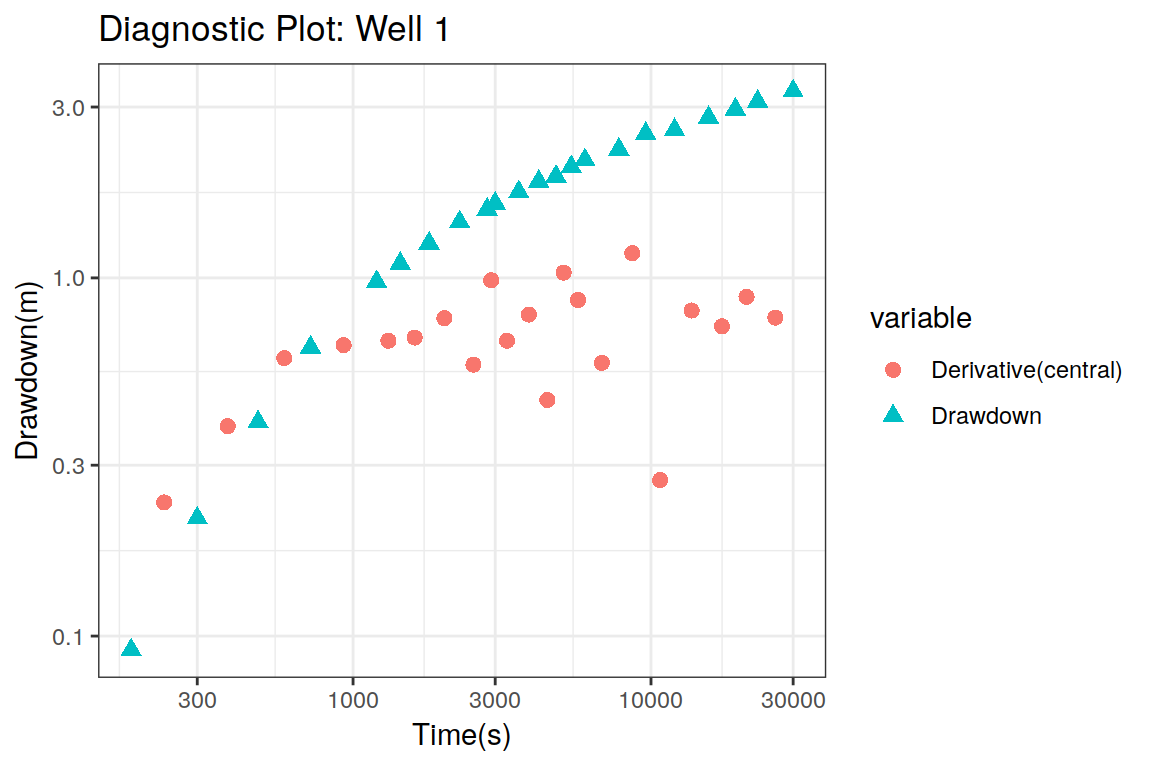 Diagnostic Plot: Well 1
Drawdown(m)
3.0
1.0
0.3
0.1
300
1000
3000
10000
30000
Time(s)
variable
Derivative(central)
Drawdown